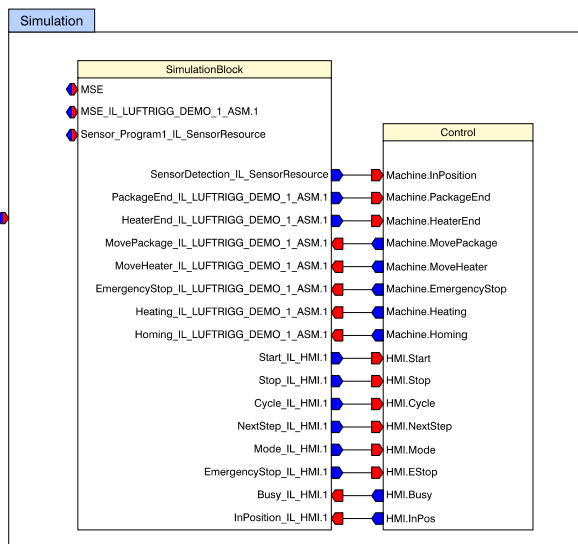 Simulation
SimulationBlock
MSE
MSE_IL_LUFTRIGG_DEMO_1_ASM.1
Sensor_Program1_IL_SensorResource
Control
SensorDetection_IL_SensorResource Machine.InPosition
PackageEnd_IL_LUFTRIGG_DEMO_1_ASM.1 Machine.PackageEnd
HeaterEnd_IL_LUFTRIGG_DEMO_1_ASM.1 Machine.HeaterEnd
MovePackage_IL_LUFTRIGG_DEMO_1_ASM.1 Machine.MovePackage
MoveHeater_IL_LUFTRIGG_DEMO_1_ASM.1 Machine.MoveHeater
EmergencyStop_IL_LUFTRIGG_DEMO_1_ASM.1 Machine.EmergencyStop
Heating_IL_LUFTRIGG_DEMO_1_ASM.1 Machine.Heating
Homing_IL_LUFTRIGG_DEMO_1_ASM.1 Machine.Homing
Start_IL_HMI.1 HMI.Start
Stop_IL_HMI.1 HMI.Stop
Cycle_IL_HMI.1 HMI.Cycle
NextStep_IL_HMI.1 HMI.NextStep
Mode_IL_HMI.1 HMI.Mode
EmergencyStop_IL_HMI.1 HMI.EStop
Busy_IL_HMI.1 HMI.Busy
InPosition_IL_HMI.1 HMI.InPos